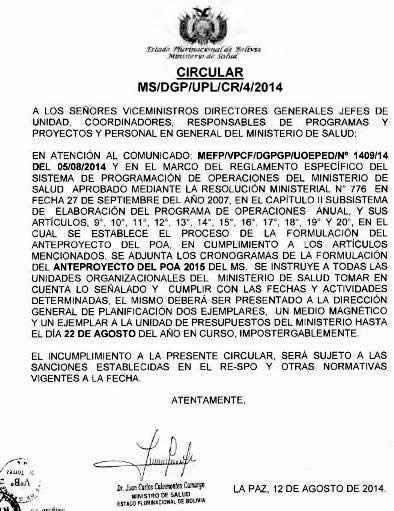 Estado Plurinacional de Bolivia
Ministerio de Salud
CIRCULAR
MS/DGP/UPL/CR/4/2014
A LOS SEÑORES VICEMINISTROS DIRECTORES GENERALES JEFES DE
UNIDAD, COORDINADORES, RESPONSABLES DE PROGRAMAS Y
PROYECTOS Y PERSONAL EN GENERAL DEL MINISTERIO DE SALUD:
EN ATENCIÓN AL COMUNICADO: MEFP/VPCF/DGPGP/UOEPED/Nº 1409/14
DEL 05/08/2014 Y EN EL MARCO DEL REGLAMENTO ESPECÍFICO DEL
SISTEMA DE PROGRAMACIÓN DE OPERACIONES DEL MINISTERIO DE
SALUD APROBADO MEDIANTE LA RESOLUCIÓN MINISTERIAL N° 776 EN
FECHA 27 DE SEPTIEMBRE DEL AÑO 2007, EN EL CAPÍTULO II SUBSISTEMA
DE ELABORACIÓN DEL PROGRAMA DE OPERACIONES ANUAL, Y SUS
ARTÍCULOS, 9°, 10°, 11°, 12°, 13°, 14°, 15°, 16°, 17°, 18°, 19° Y 20°, EN EL
CUAL SE ESTABLECE EL PROCESO DE LA FORMULACIÓN DEL
ANTEPROYECTO DEL POA, EN CUMPLIMIENTO A LOS ARTÍCULOS
MENCIONADOS, SE ADJUNTA LOS CRONOGRAMAS DE LA FORMULACIÓN
DEL ANTEPROYECTO DEL POA 2015 DEL MS. SE INSTRUYE A TODAS LAS
UNIDADES ORGANIZACIONALES DEL MINISTERIO DE SALUD TOMAR EN
CUENTA LO SEÑALADO Y CUMPLIR CON LAS FECHAS Y ACTIVIDADES
DETERMINADAS, EL MISMO DEBERÁ SER PRESENTADO A LA DIRECCIÓN
GENERAL DE PLANIFICACIÓN DOS EJEMPLARES, UN MEDIO MAGNÉTICO
Y UN EJEMPLAR A LA UNIDAD DE PRESUPUESTOS DEL MINISTERIO HASTA
EL DÍA 22 DE AGOSTO DEL AÑO EN CURSO, IMPOSTERGABLEMENTE.
EL INCUMPLIMIENTO A LA PRESENTE CIRCULAR, SERÁ SUJETO A LAS
SANCIONES ESTABLECIDAS EN EL RE-SPO Y OTRAS NORMATIVAS
VIGENTES A LA FECHA.
ATENTAMENTE,
Dr. Juan Carlos Calvimontes Camargo
MINISTRO DE SALUD
ESTADO PLURINACIONAL DE BOLIVIA
LA PAZ, 12 DE AGOSTO DE 2014.
VºBº